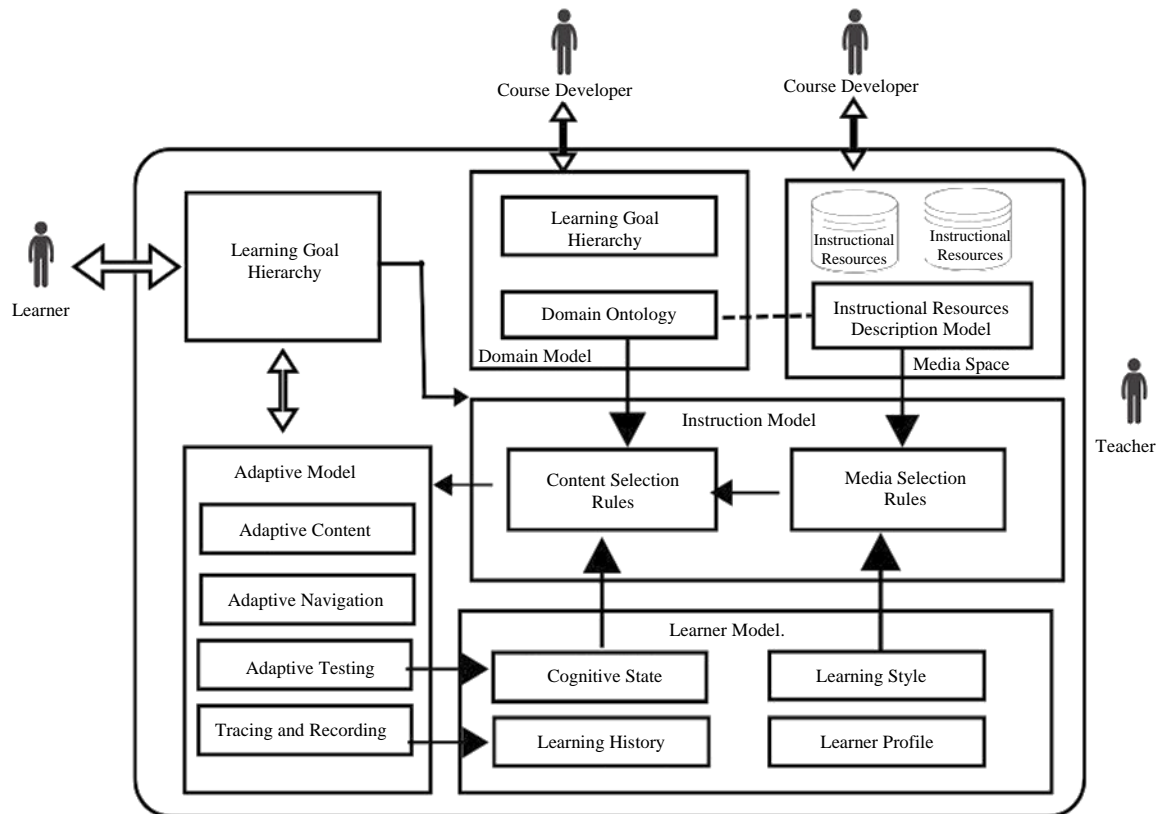 Course Developer
Course Developer
Learner
Learning Goal
Hierarchy
Learning Goal
Hierarchy
Domain Ontology
Domain Model
Instructional
Resources
Instructional
Resources
Instructional Resources
Description Model
Media Space
Teacher
Instruction Model
Content Selection
Rules
Media Selection
Rules
Adaptive Model
Adaptive Content
Adaptive Navigation
Adaptive Testing
Tracing and Recording
Learner Model.
Cognitive State
Learning Style
Learning History
Learner Profile